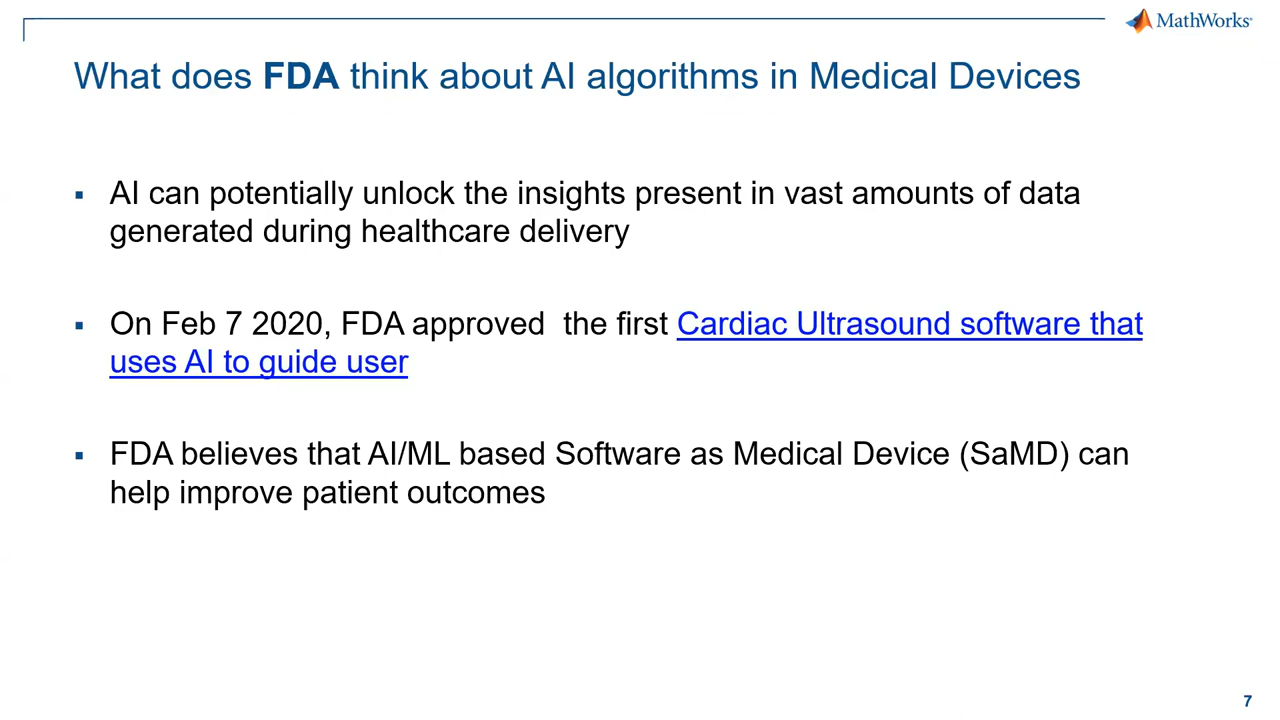 MathWorks
What does FDA think about AI algorithms in Medical Devices
▪ AI can potentially unlock the insights present in vast amounts of data
generated during healthcare delivery
▪ On Feb 7 2020, FDA approved  the first Cardiac Ultrasound software that
uses AI to guide user
▪ FDA believes that AI/ML based Software as Medical Device (SaMD) can
help improve patient outcomes
7